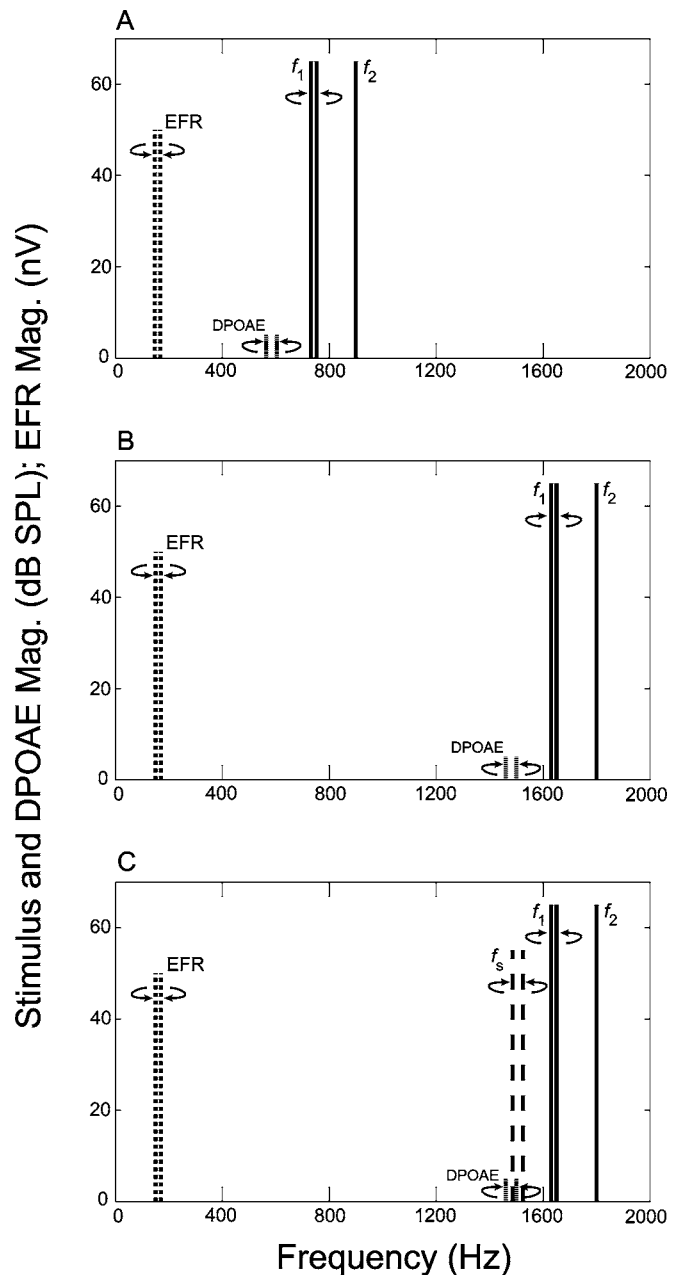 Stimulus and DPOAE Mag. (dB SPL); EFR Mag. (nV)
A
60
40
20
0
EFR
DPOAE
f1
f2
0 400 800 1200 1600 2000
B
60
40
20
0
EFR
DPOAE
f1
f2
0 400 800 1200 1600 2000
C
60
40
20
0
EFR
DPOAE
fs
f1
f2
0 400 800 1200 1600 2000
Frequency (Hz)